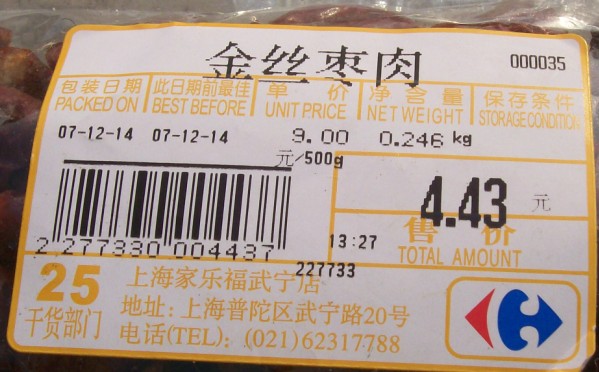 金丝枣肉 000035
包装日期 此日期前最佳 单价 净含量 保存条件
PACKED ON BEST BEFORE UNIT PRICE NET WEIGHT STORAGE CONDITION
07-12-14 07-12-14 9.00 0.246 kg
元/500g
4.43 元
售价
13:27 TOTAL AMOUNT
2 277330 004437
227733
25 上海家乐福武宁店
干货部门 地址: 上海普陀区武宁路20号
电话(TEL): (021)62317788